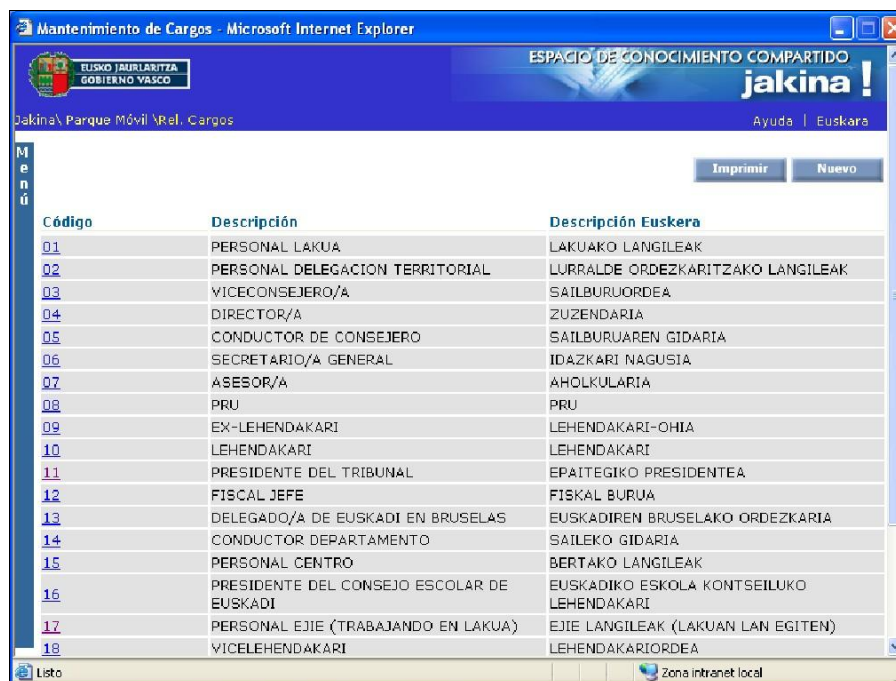 Mantenimiento de Cargos - Microsoft Internet Explorer
EUSKO JAURLARITZA
GOBIERNO VASCO
ESPACIO DE CONOCIMIENTO COMPARTIDO
jakina !
Jakina\ Parque Móvil \Rel. Cargos
Ayuda | Euskara
Menú
Imprimir Nuevo
Código Descripción Descripción Euskera
01 PERSONAL LAKUA LAKUAKO LANGILEAK
02 PERSONAL DELEGACION TERRITORIAL LURRALDE ORDEZKARITZAKO LANGILEAK
03 VICECONSEJERO/A SAILBURUORDEA
04 DIRECTOR/A ZUZENDARIA
05 CONDUCTOR DE CONSEJERO SAILBURUAREN GIDARIA
06 SECRETARIO/A GENERAL IDAZKARI NAGUSIA
07 ASESOR/A AHOLKULARIA
08 PRU PRU
09 EX-LEHENDAKARI LEHENDAKARI-OHIA
10 LEHENDAKARI LEHENDAKARI
11 PRESIDENTE DEL TRIBUNAL EPAITEGIKO PRESIDENTEA
12 FISCAL JEFE FISKAL BURUA
13 DELEGADO/A DE EUSKADI EN BRUSELAS EUSKADIREN BRUSELAKO ORDEZKARIA
14 CONDUCTOR DEPARTAMENTO SAILEKO GIDARIA
15 PERSONAL CENTRO BERTAKO LANGILEAK
16 PRESIDENTE DEL CONSEJO ESCOLAR DE EUSKADI EUSKADIKO ESKOLA KONTSEILUKO LEHENDAKARI
17 PERSONAL EJIE (TRABAJANDO EN LAKUA) EJIE LANGILEAK (LAKUAN LAN EGITEN)
18 VICELEHENDAKARI LEHENDAKARIORDEA
Listo Zona intranet local